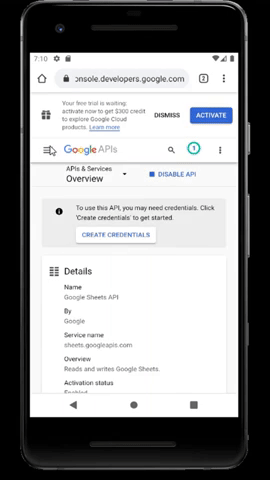 7:10
onsole.developers.google.com
2
Your free trial is waiting:
activate now to get $300 credit
to explore Google Cloud
products. Learn more
DISMISS
ACTIVATE
Google APIs
1
APIs & Services
Overview
DISABLE API
To use this API, you may need credentials. Click
'Create credentials' to get started.
CREATE CREDENTIALS
Details
Name
Google Sheets API
By
Google
Service name
sheets.googleapis.com
Overview
Reads and writes Google Sheets.
Activation status
Enabled